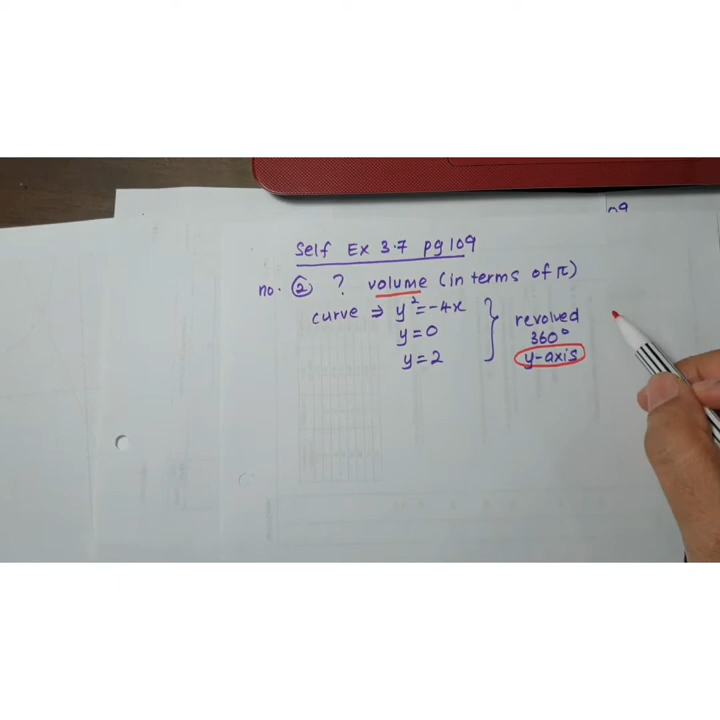 Self Ex 3.7 pg 109
no. ② ? volume (in terms of π)
curve ⇒ y² = -4x
y = 0
y = 2
revolved
360°
y-axis